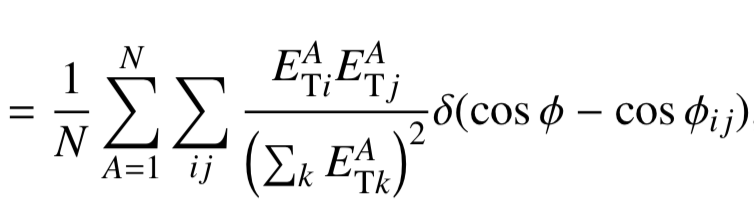 = \frac{1}{N} \sum_{A=1}^{N} \sum_{ij} \frac{E_{\mathrm{T}i}^{A} E_{\mathrm{T}j}^{A}}{\left( \sum_{k} E_{\mathrm{T}k}^{A} \right)^{2}} \delta(\cos \phi - \cos \phi_{ij})